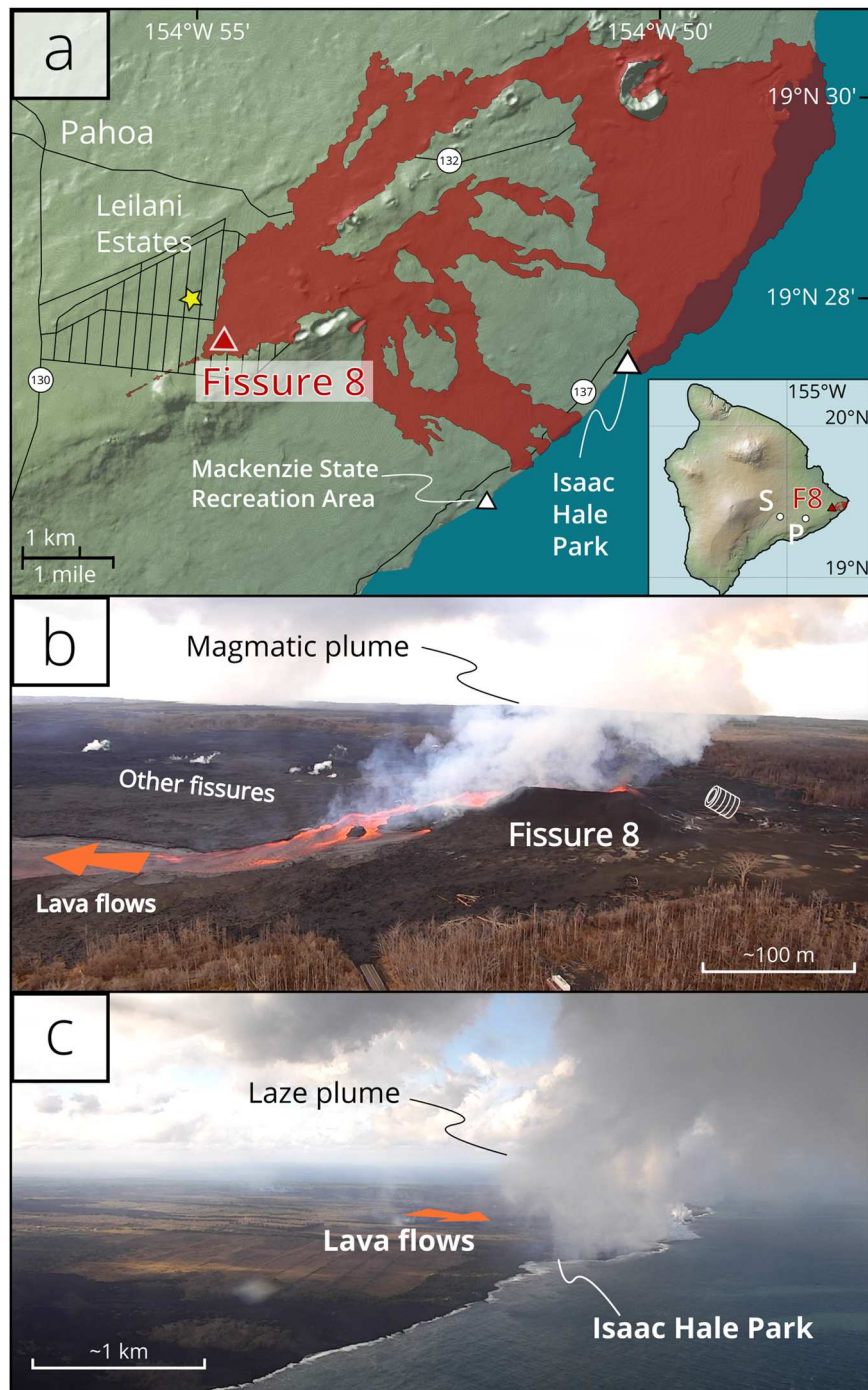 a
154°W 55'
154°W 50'
19°N 30'
Pahoa
132
Leilani
Estates
19°N 28'
Fissure 8
130
137
Mackenzie State
Recreation Area
Isaac
Hale
Park
1 km
1 mile
155°W
20°N
S
F8
P
19°N
b
Magmatic plume
Other fissures
Fissure 8
Lava flows
~100 m
c
Laze plume
Lava flows
Isaac Hale Park
~1 km